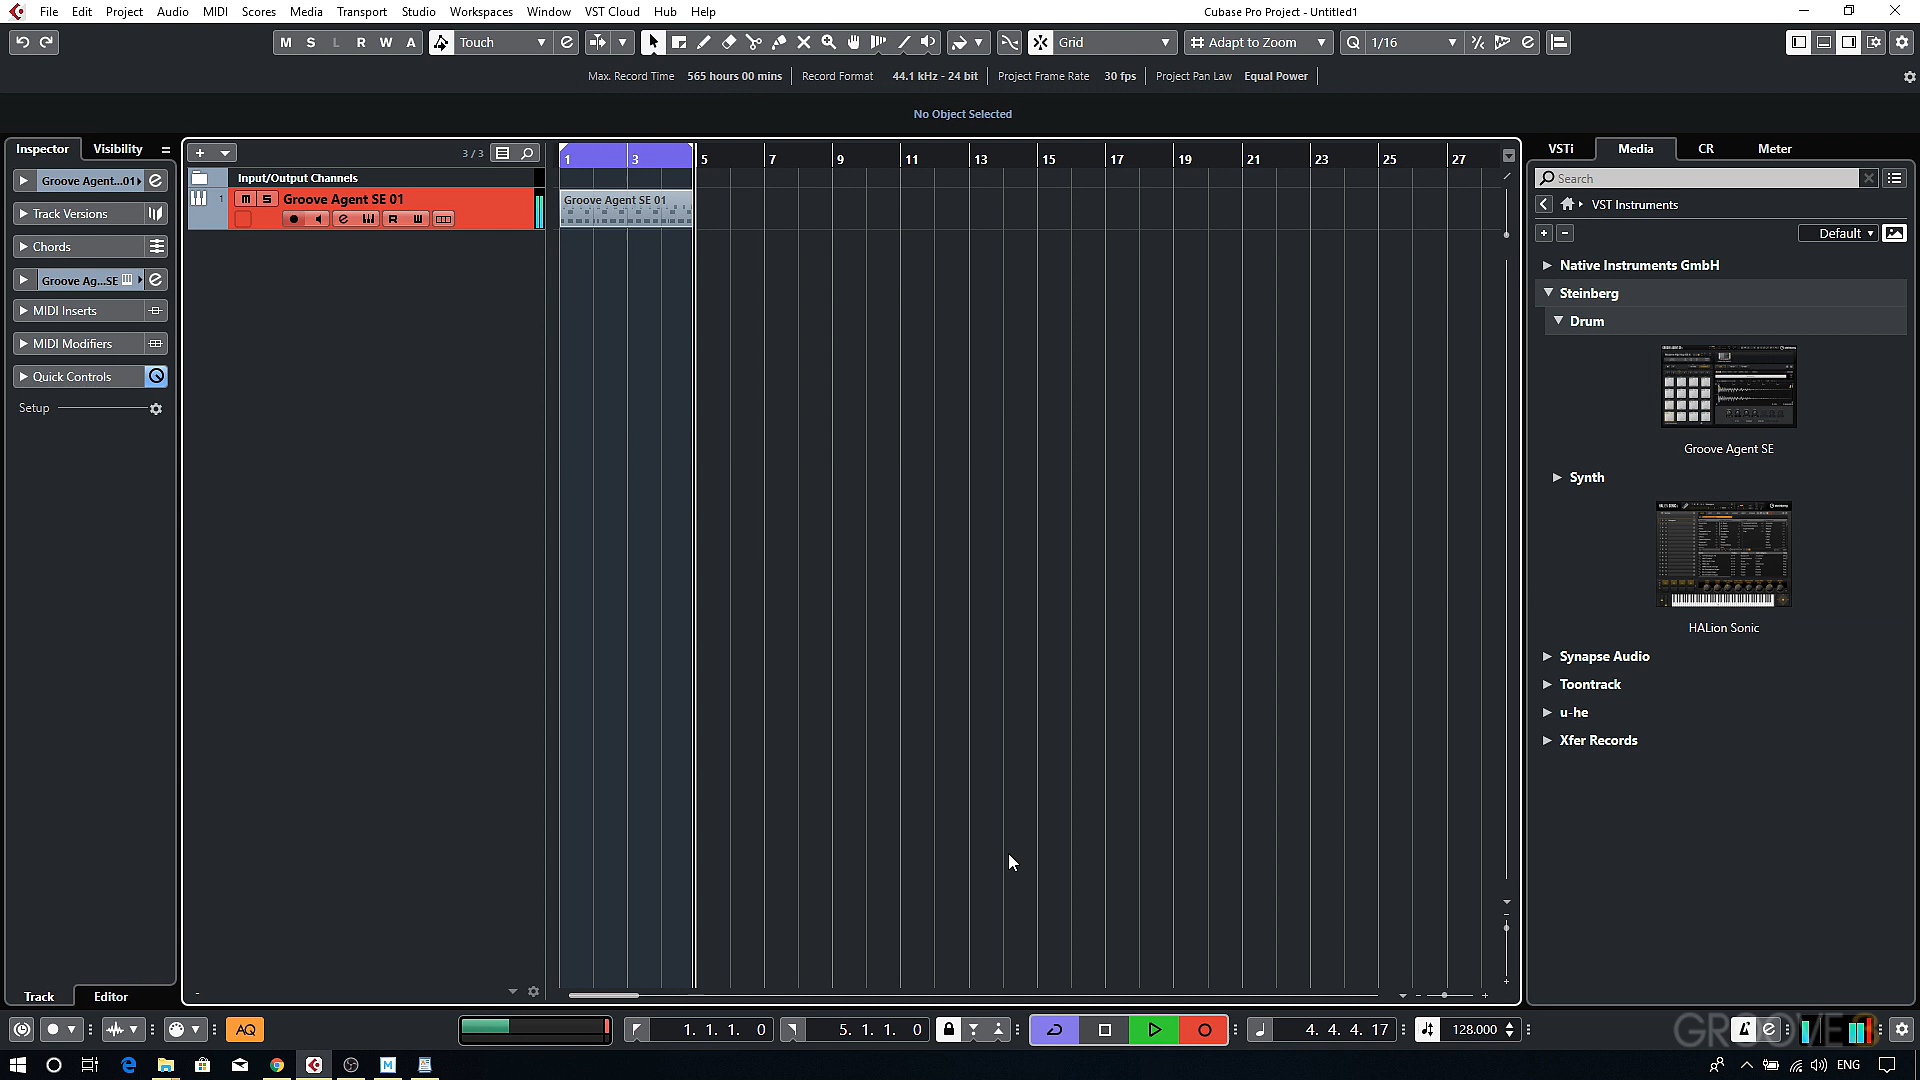 File Edit Project Audio MIDI Scores Media Transport Studio Workspaces Window VST Cloud Hub Help
Cubase Pro Project - Untitled1
M S L R W A Touch Grid Adapt to Zoom Q 1/16
Max. Record Time 565 hours 00 mins Record Format 44.1 kHz - 24 bit Project Frame Rate 30 fps Project Pan Law Equal Power
No Object Selected
Inspector Visibility
Groove Agent...01
Track Versions
Chords
Groove Ag...SE
MIDI Inserts
MIDI Modifiers
Quick Controls
Setup
Track Editor
3 / 3
Input/Output Channels
1 m s Groove Agent SE 01
e R W
1 3 5 7 9 11 13 15 17 19 21 23 25 27
Groove Agent SE 01
VSTi Media CR Meter
Search
VST Instruments
Default
Native Instruments GmbH
Steinberg
Drum
Groove Agent SE
Synth
HALion Sonic
Synapse Audio
Toontrack
u-he
Xfer Records
AQ 1. 1. 1. 0 5. 1. 1. 0 4. 4. 4. 17 128.000
GROOVE3
ENG